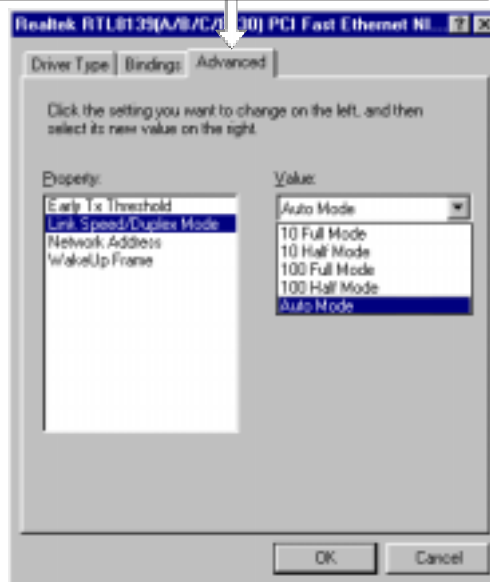 Realtek RTL8139(A/B/C/ 30) PCI Fast Ethernet NI...
Driver Type Bindings Advanced
Click the setting you want to change on the left, and then
select its new value on the right.
Property:
Value:
Early Tx Threshold
Link Speed/Duplex Mode
Network Address
WakeUp Frame
Auto Mode
10 Full Mode
10 Half Mode
100 Full Mode
100 Half Mode
Auto Mode
OK
Cancel